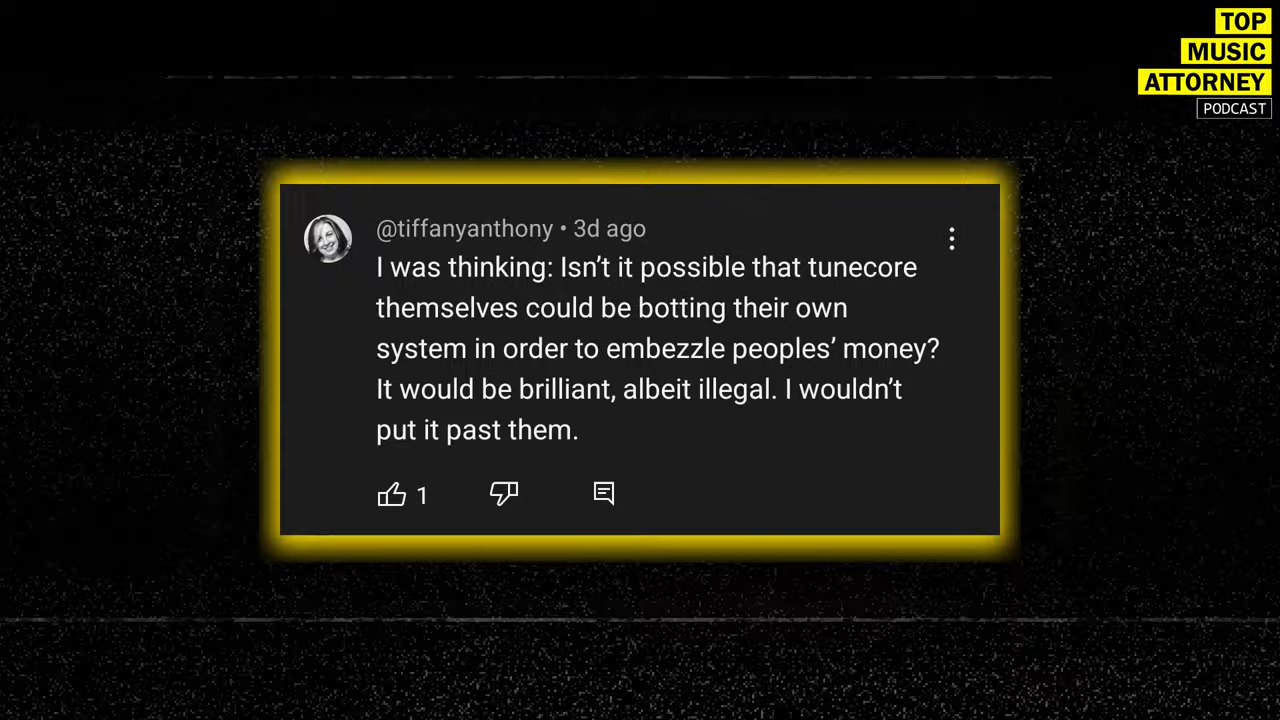 TOP
MUSIC
ATTORNEY
PODCAST
@tiffanyanthony • 3d ago
I was thinking: Isn’t it possible that tunecore
themselves could be botting their own
system in order to embezzle peoples’ money?
It would be brilliant, albeit illegal. I wouldn’t
put it past them.
1